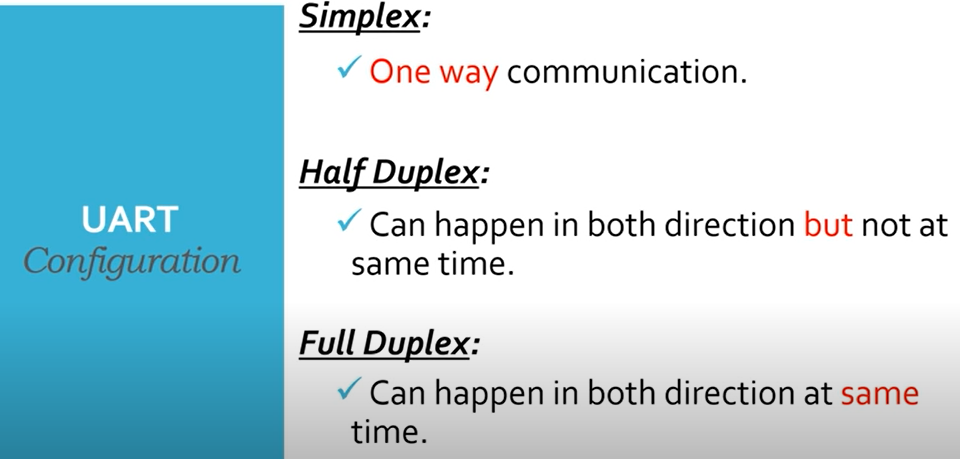 UART
Configuration
Simplex:
✓ One way communication.
Half Duplex:
✓ Can happen in both direction but not at
same time.
Full Duplex:
✓ Can happen in both direction at same
time.